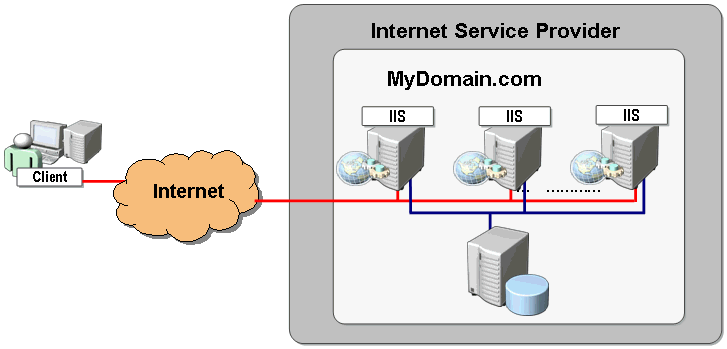 Internet Service Provider
MyDomain.com
IIS
IIS
IIS
Client
Internet